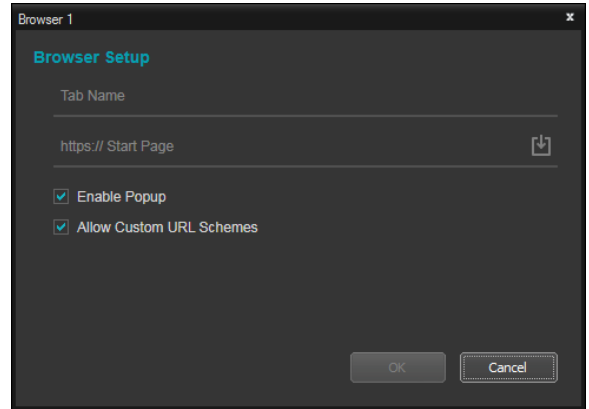 Browser 1
x
Browser Setup
Tab Name
https:// Start Page
Enable Popup
Allow Custom URL Schemes
OK
Cancel